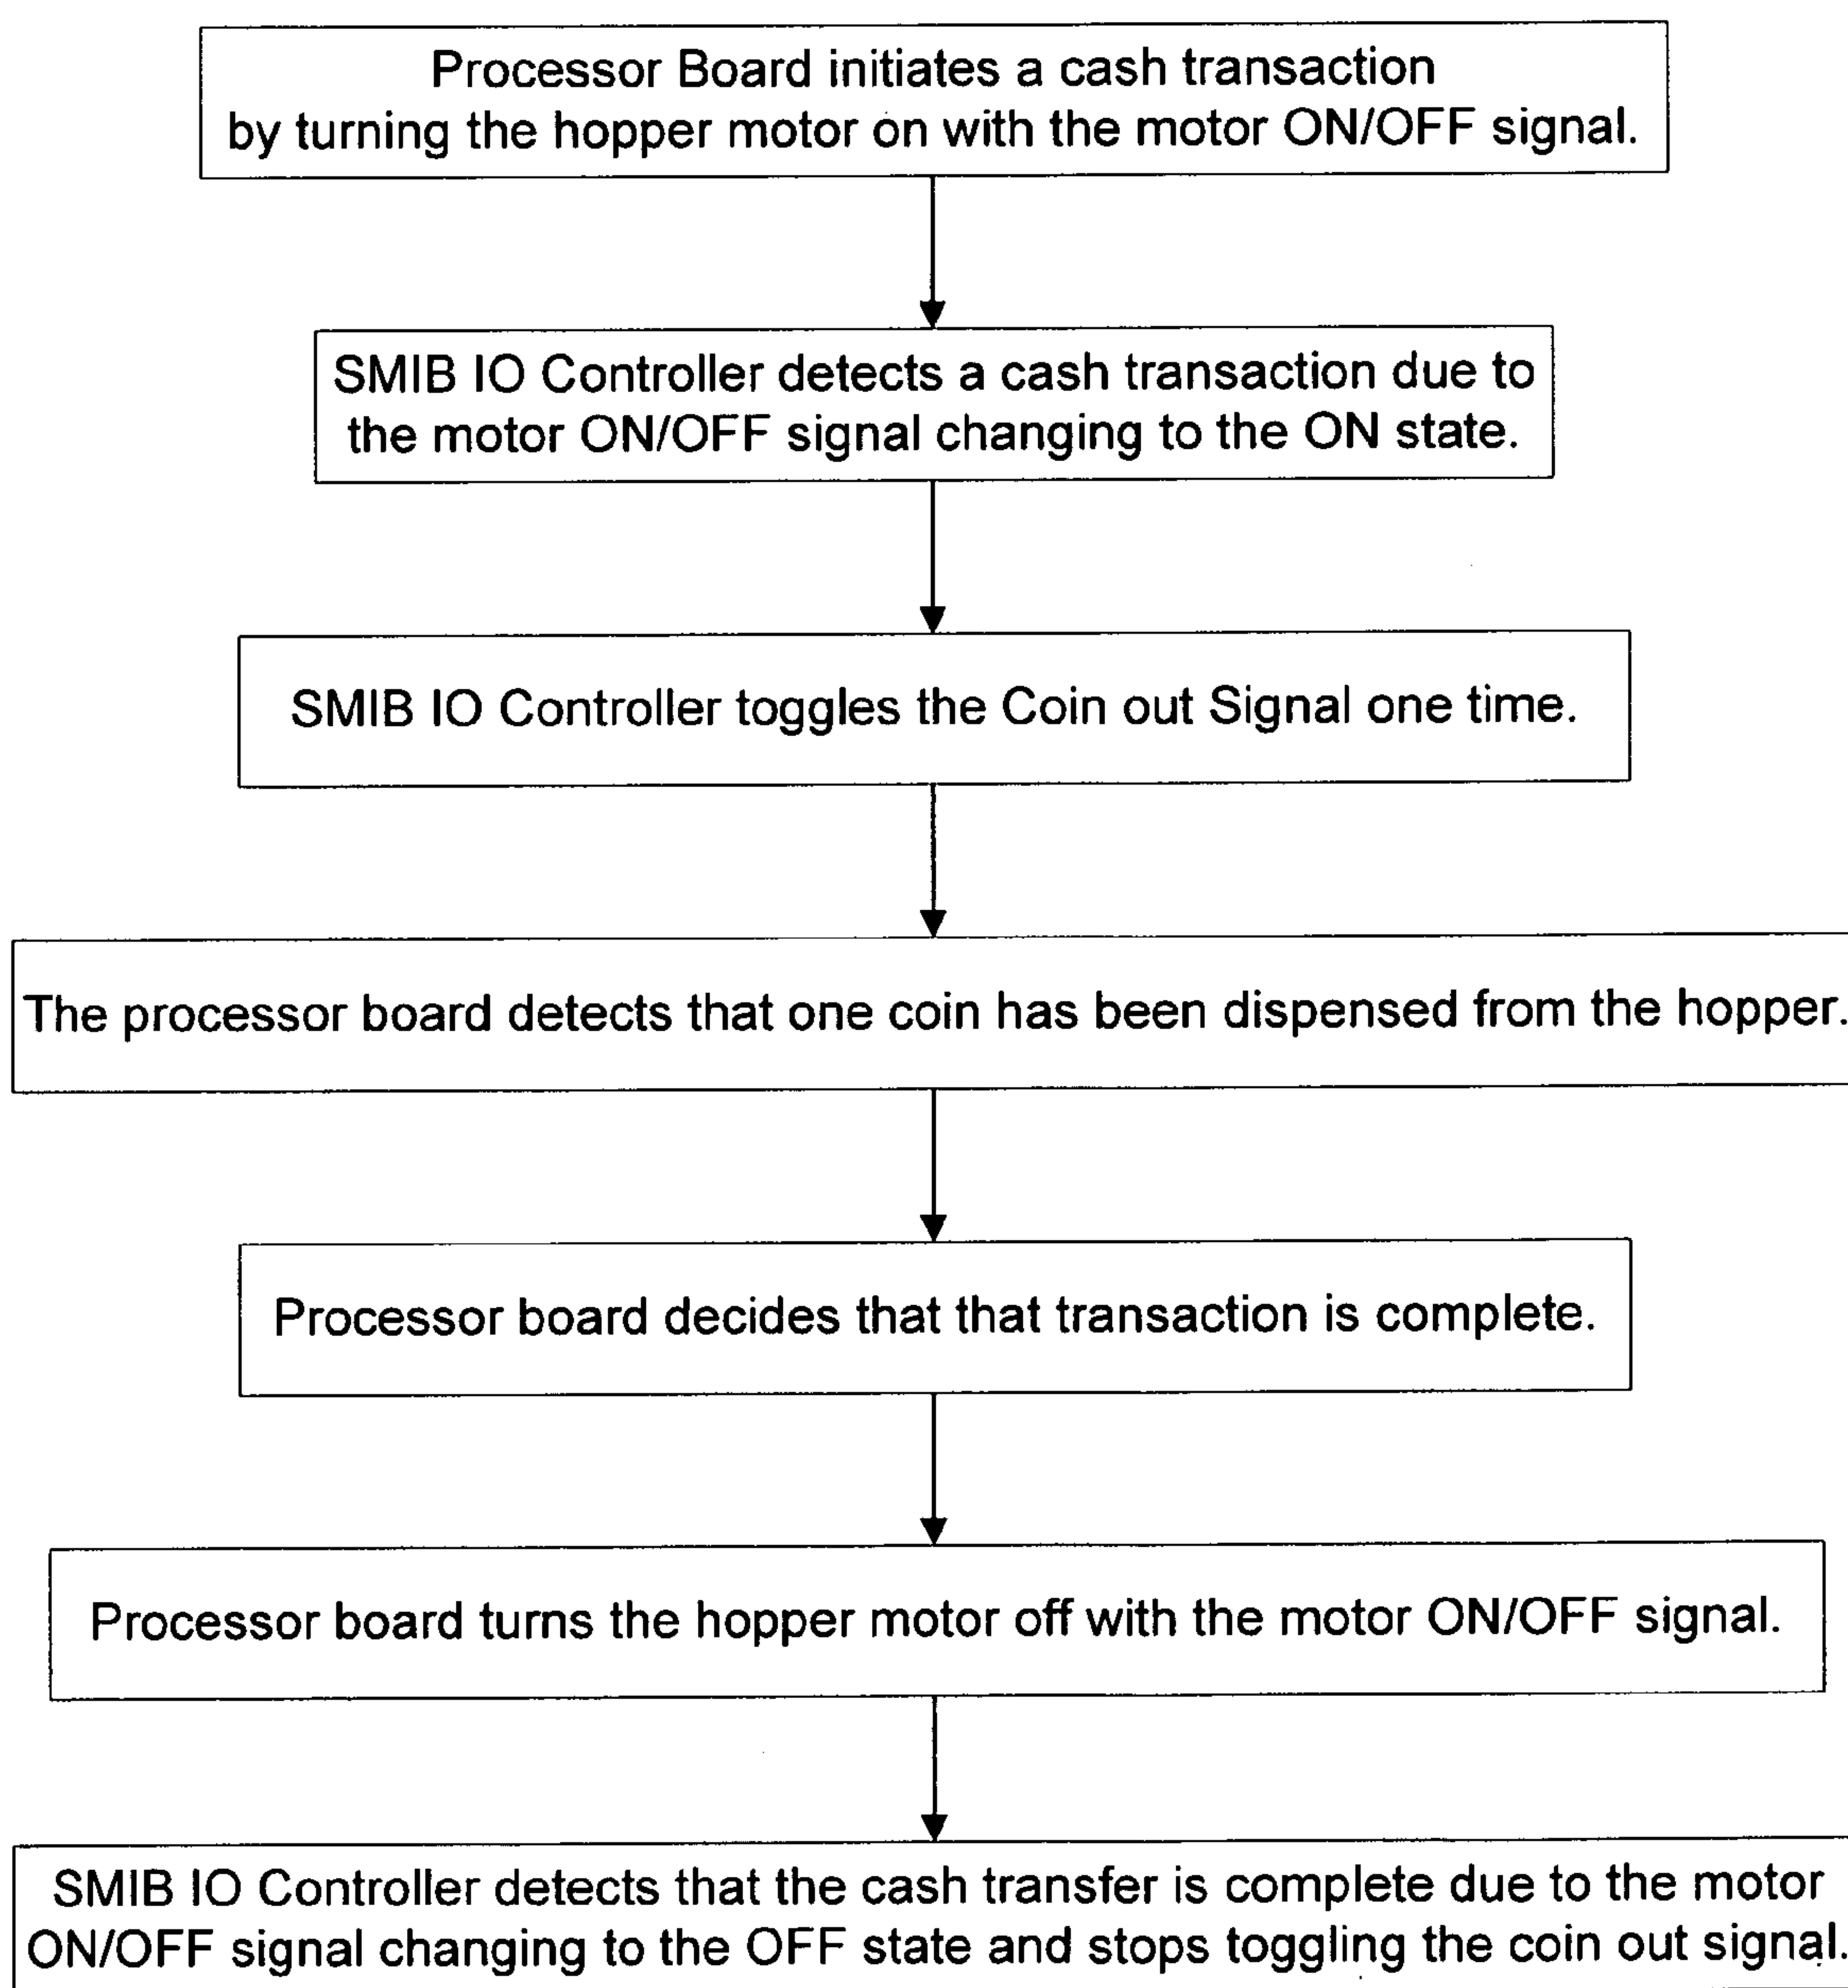 Processor Board initiates a cash transaction
by turning the hopper motor on with the motor ON/OFF signal.
SMIB IO Controller detects a cash transaction due to
the motor ON/OFF signal changing to the ON state.
SMIB IO Controller toggles the Coin out Signal one time.
The processor board detects that one coin has been dispensed from the hopper.
Processor board decides that that transaction is complete.
Processor board turns the hopper motor off with the motor ON/OFF signal.
SMIB IO Controller detects that the cash transfer is complete due to the motor
ON/OFF signal changing to the OFF state and stops toggling the coin out signal.